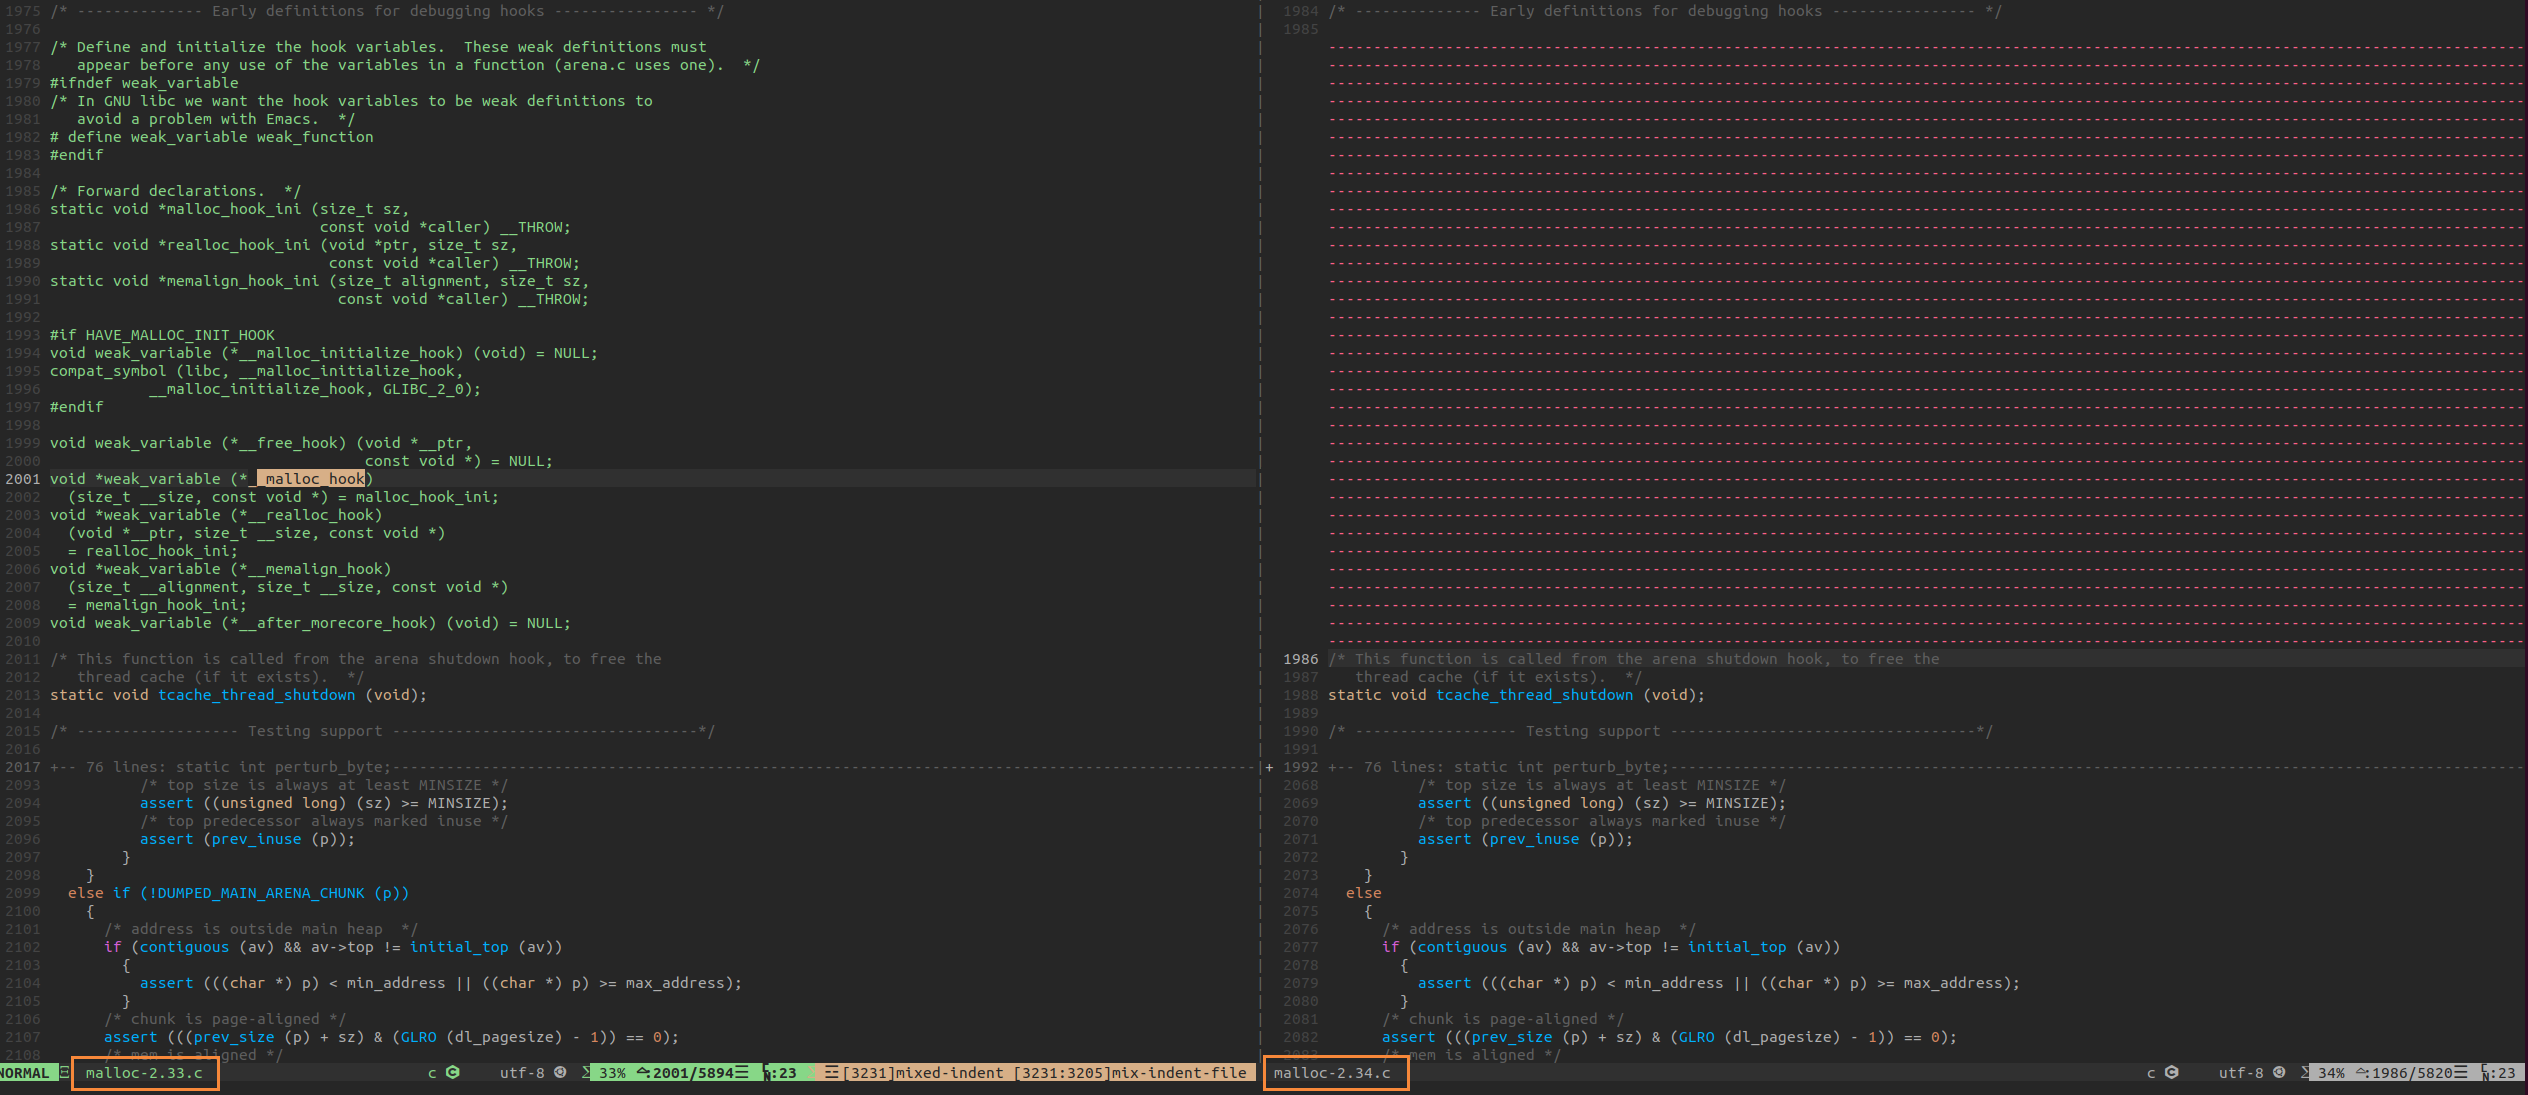 1975 /* -------------- Early definitions for debugging hooks ---------------- */
1976
1977 /* Define and initialize the hook variables.  These weak definitions must
1978    appear before any use of the variables in a function (arena.c uses one).  */
1979 #ifndef weak_variable
1980 /* In GNU libc we want the hook variables to be weak definitions to
1981    avoid a problem with Emacs.  */
1982 # define weak_variable weak_function
1983 #endif
1984
1985 /* Forward declarations.  */
1986 static void *malloc_hook_ini (size_t sz,
1987                               const void *caller) __THROW;
1988 static void *realloc_hook_ini (void *ptr, size_t sz,
1989                                const void *caller) __THROW;
1990 static void *memalign_hook_ini (size_t alignment, size_t sz,
1991                                 const void *caller) __THROW;
1992
1993 #if HAVE_MALLOC_INIT_HOOK
1994 void weak_variable (*__malloc_initialize_hook) (void) = NULL;
1995 compat_symbol (libc, __malloc_initialize_hook,
1996            __malloc_initialize_hook, GLIBC_2_0);
1997 #endif
1998
1999 void weak_variable (*__free_hook) (void *__ptr,
2000                                    const void *) = NULL;
2001 void *weak_variable (*__malloc_hook)
2002   (size_t __size, const void *) = malloc_hook_ini;
2003 void *weak_variable (*__realloc_hook)
2004   (void *__ptr, size_t __size, const void *)
2005   = realloc_hook_ini;
2006 void *weak_variable (*__memalign_hook)
2007   (size_t __alignment, size_t __size, const void *)
2008   = memalign_hook_ini;
2009 void weak_variable (*__after_morecore_hook) (void) = NULL;
2010
2011 /* This function is called from the arena shutdown hook, to free the
2012    thread cache (if it exists).  */
2013 static void tcache_thread_shutdown (void);
2014
2015 /* ------------------ Testing support ----------------------------------*/
2016
2017 +-- 76 lines: static int perturb_byte;---
2093           /* top size is always at least MINSIZE */
2094           assert ((unsigned long) (sz) >= MINSIZE);
2095           /* top predecessor always marked inuse */
2096           assert (prev_inuse (p));
2097         }
2098     }
2099   else if (!DUMPED_MAIN_ARENA_CHUNK (p))
2100     {
2101       /* address is outside main heap  */
2102       if (contiguous (av) && av->top != initial_top (av))
2103         {
2104           assert (((char *) p) < min_address || ((char *) p) >= max_address);
2105         }
2106       /* chunk is page-aligned */
2107       assert (((prev_size (p) + sz) & (GLRO (dl_pagesize) - 1)) == 0);
2108       /* mem is aligned */
NORMAL malloc-2.33.c c utf-8 33% :2001/5894 :23 [3231]mixed-indent [3231:3205]mix-indent-file
1984 /* -------------- Early definitions for debugging hooks ---------------- */
1985
1986 /* This function is called from the arena shutdown hook, to free the
1987    thread cache (if it exists).  */
1988 static void tcache_thread_shutdown (void);
1989
1990 /* ------------------ Testing support ----------------------------------*/
1991
+ 1992 +-- 76 lines: static int perturb_byte;---
2068           /* top size is always at least MINSIZE */
2069           assert ((unsigned long) (sz) >= MINSIZE);
2070           /* top predecessor always marked inuse */
2071           assert (prev_inuse (p));
2072         }
2073     }
2074   else
2075     {
2076       /* address is outside main heap  */
2077       if (contiguous (av) && av->top != initial_top (av))
2078         {
2079           assert (((char *) p) < min_address || ((char *) p) >= max_address);
2080         }
2081       /* chunk is page-aligned */
2082       assert (((prev_size (p) + sz) & (GLRO (dl_pagesize) - 1)) == 0);
2083       /* mem is aligned */
malloc-2.34.c c utf-8 34% :1986/5820 :23